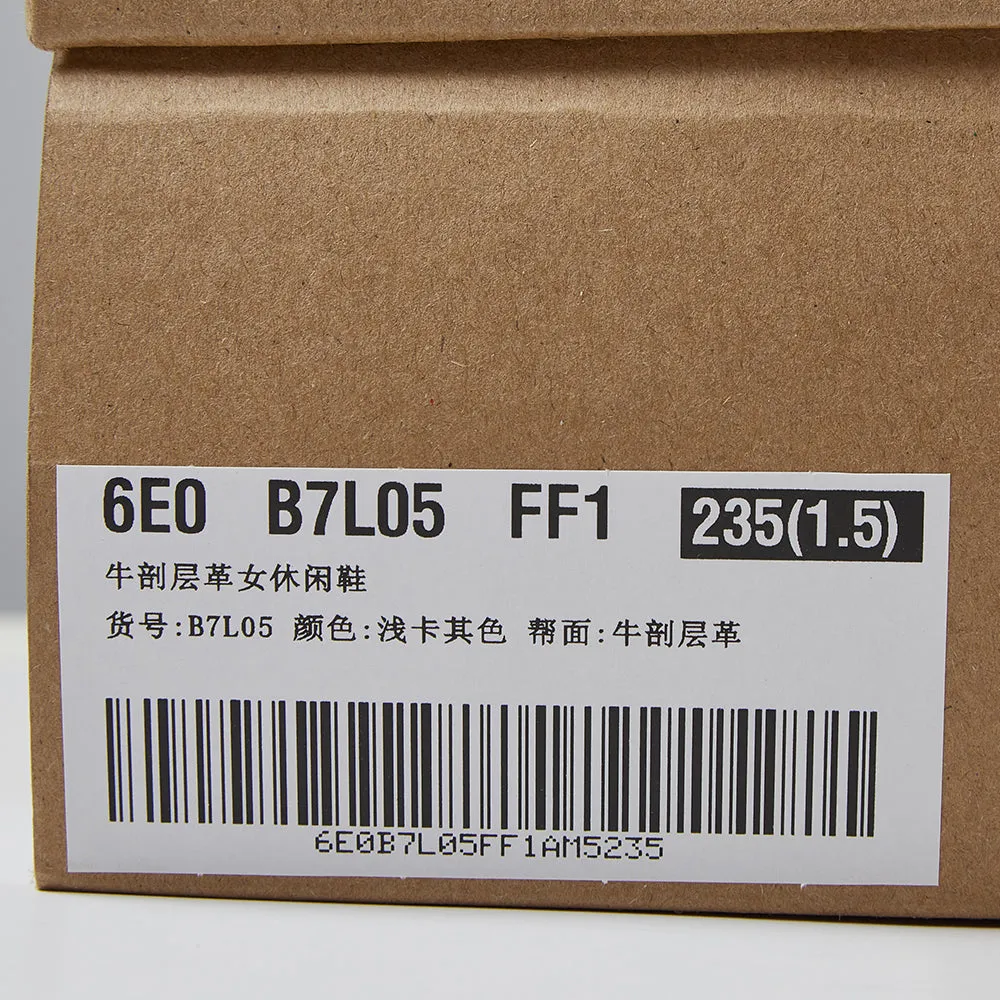 6E0 B7L05 FF1 235(1.5)
牛剖层革女休闲鞋
货号:B7L05 颜色:浅卡其色 帮面:牛剖层革
6E0B7L05FF1AM5235